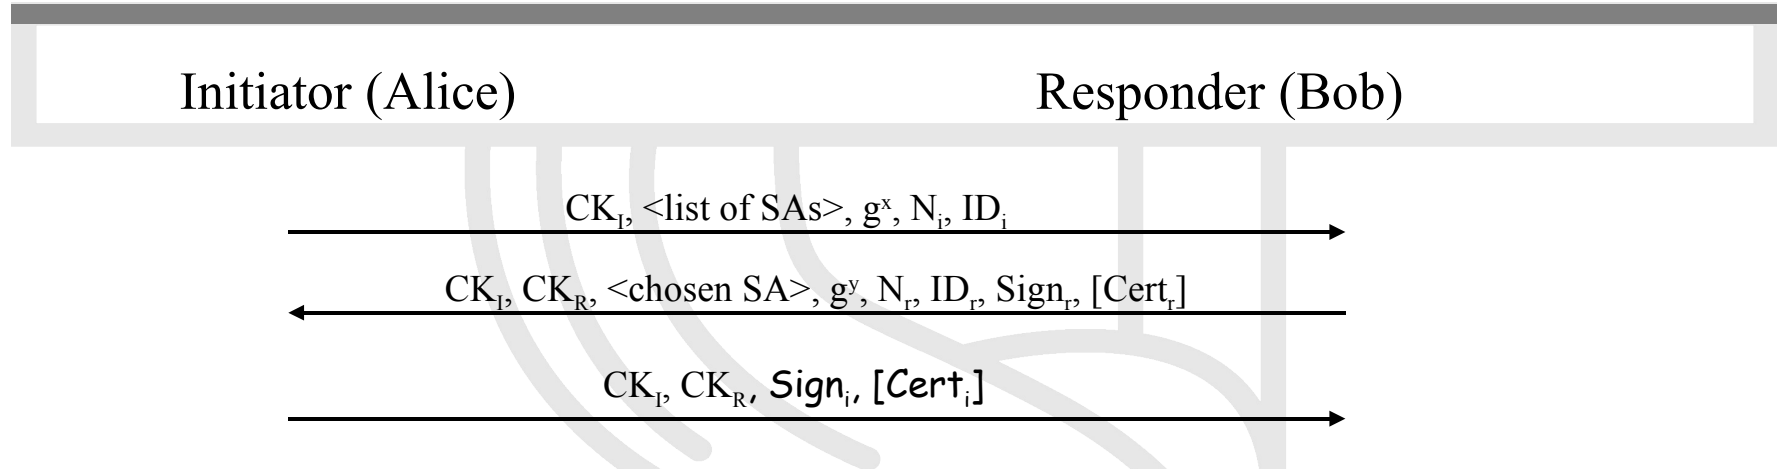 Initiator (Alice) Responder (Bob)
CK_I, <list of SAs>, g^x, N_i, ID_i
CK_I, CK_R, <chosen SA>, g^y, N_r, ID_r, Sign_r, [Cert_r]
CK_I, CK_R, Sign_i, [Cert_i]